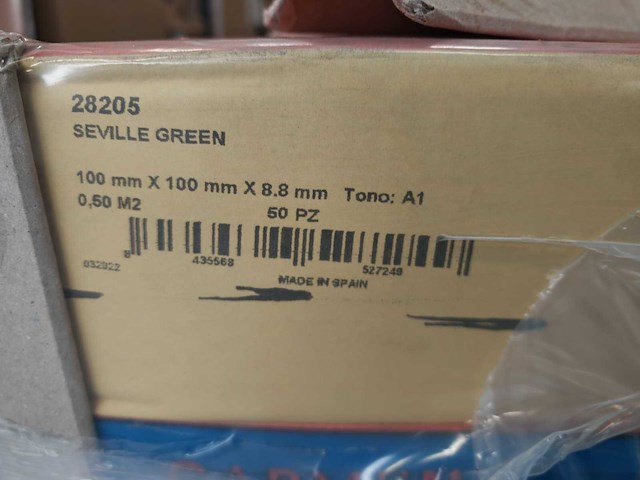 28205
SEVILLE GREEN
100 mm X 100 mm X 8.8 mm Tono: A1
0,50 M2 50 PZ
8 435568 527249
032022
MADE IN SPAIN